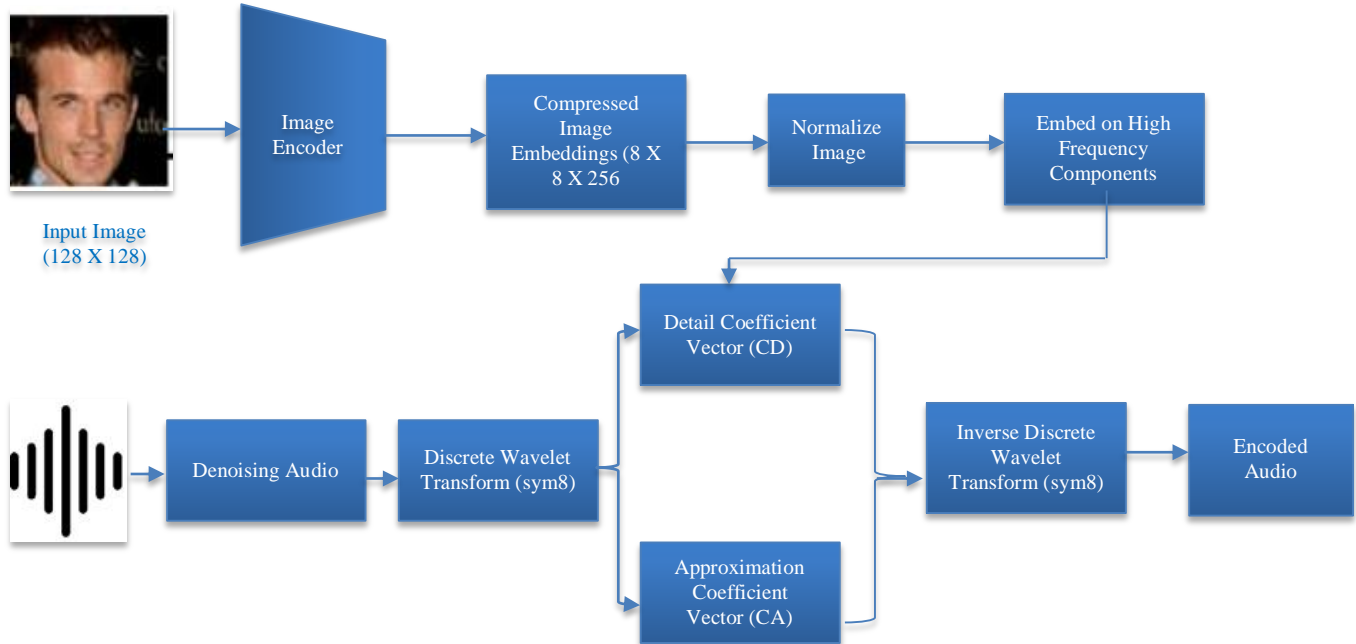 Image
Encoder
Compressed
Image
Embeddings (8 X
8 X 256
Normalize
Image
Embed on High
Frequency
Components
Input Image
(128 X 128)
Detail Coefficient
Vector (CD)
Denoising Audio
Discrete Wavelet
Transform (sym8)
Inverse Discrete
Wavelet
Transform (sym8)
Encoded
Audio
Approximation
Coefficient
Vector (CA)